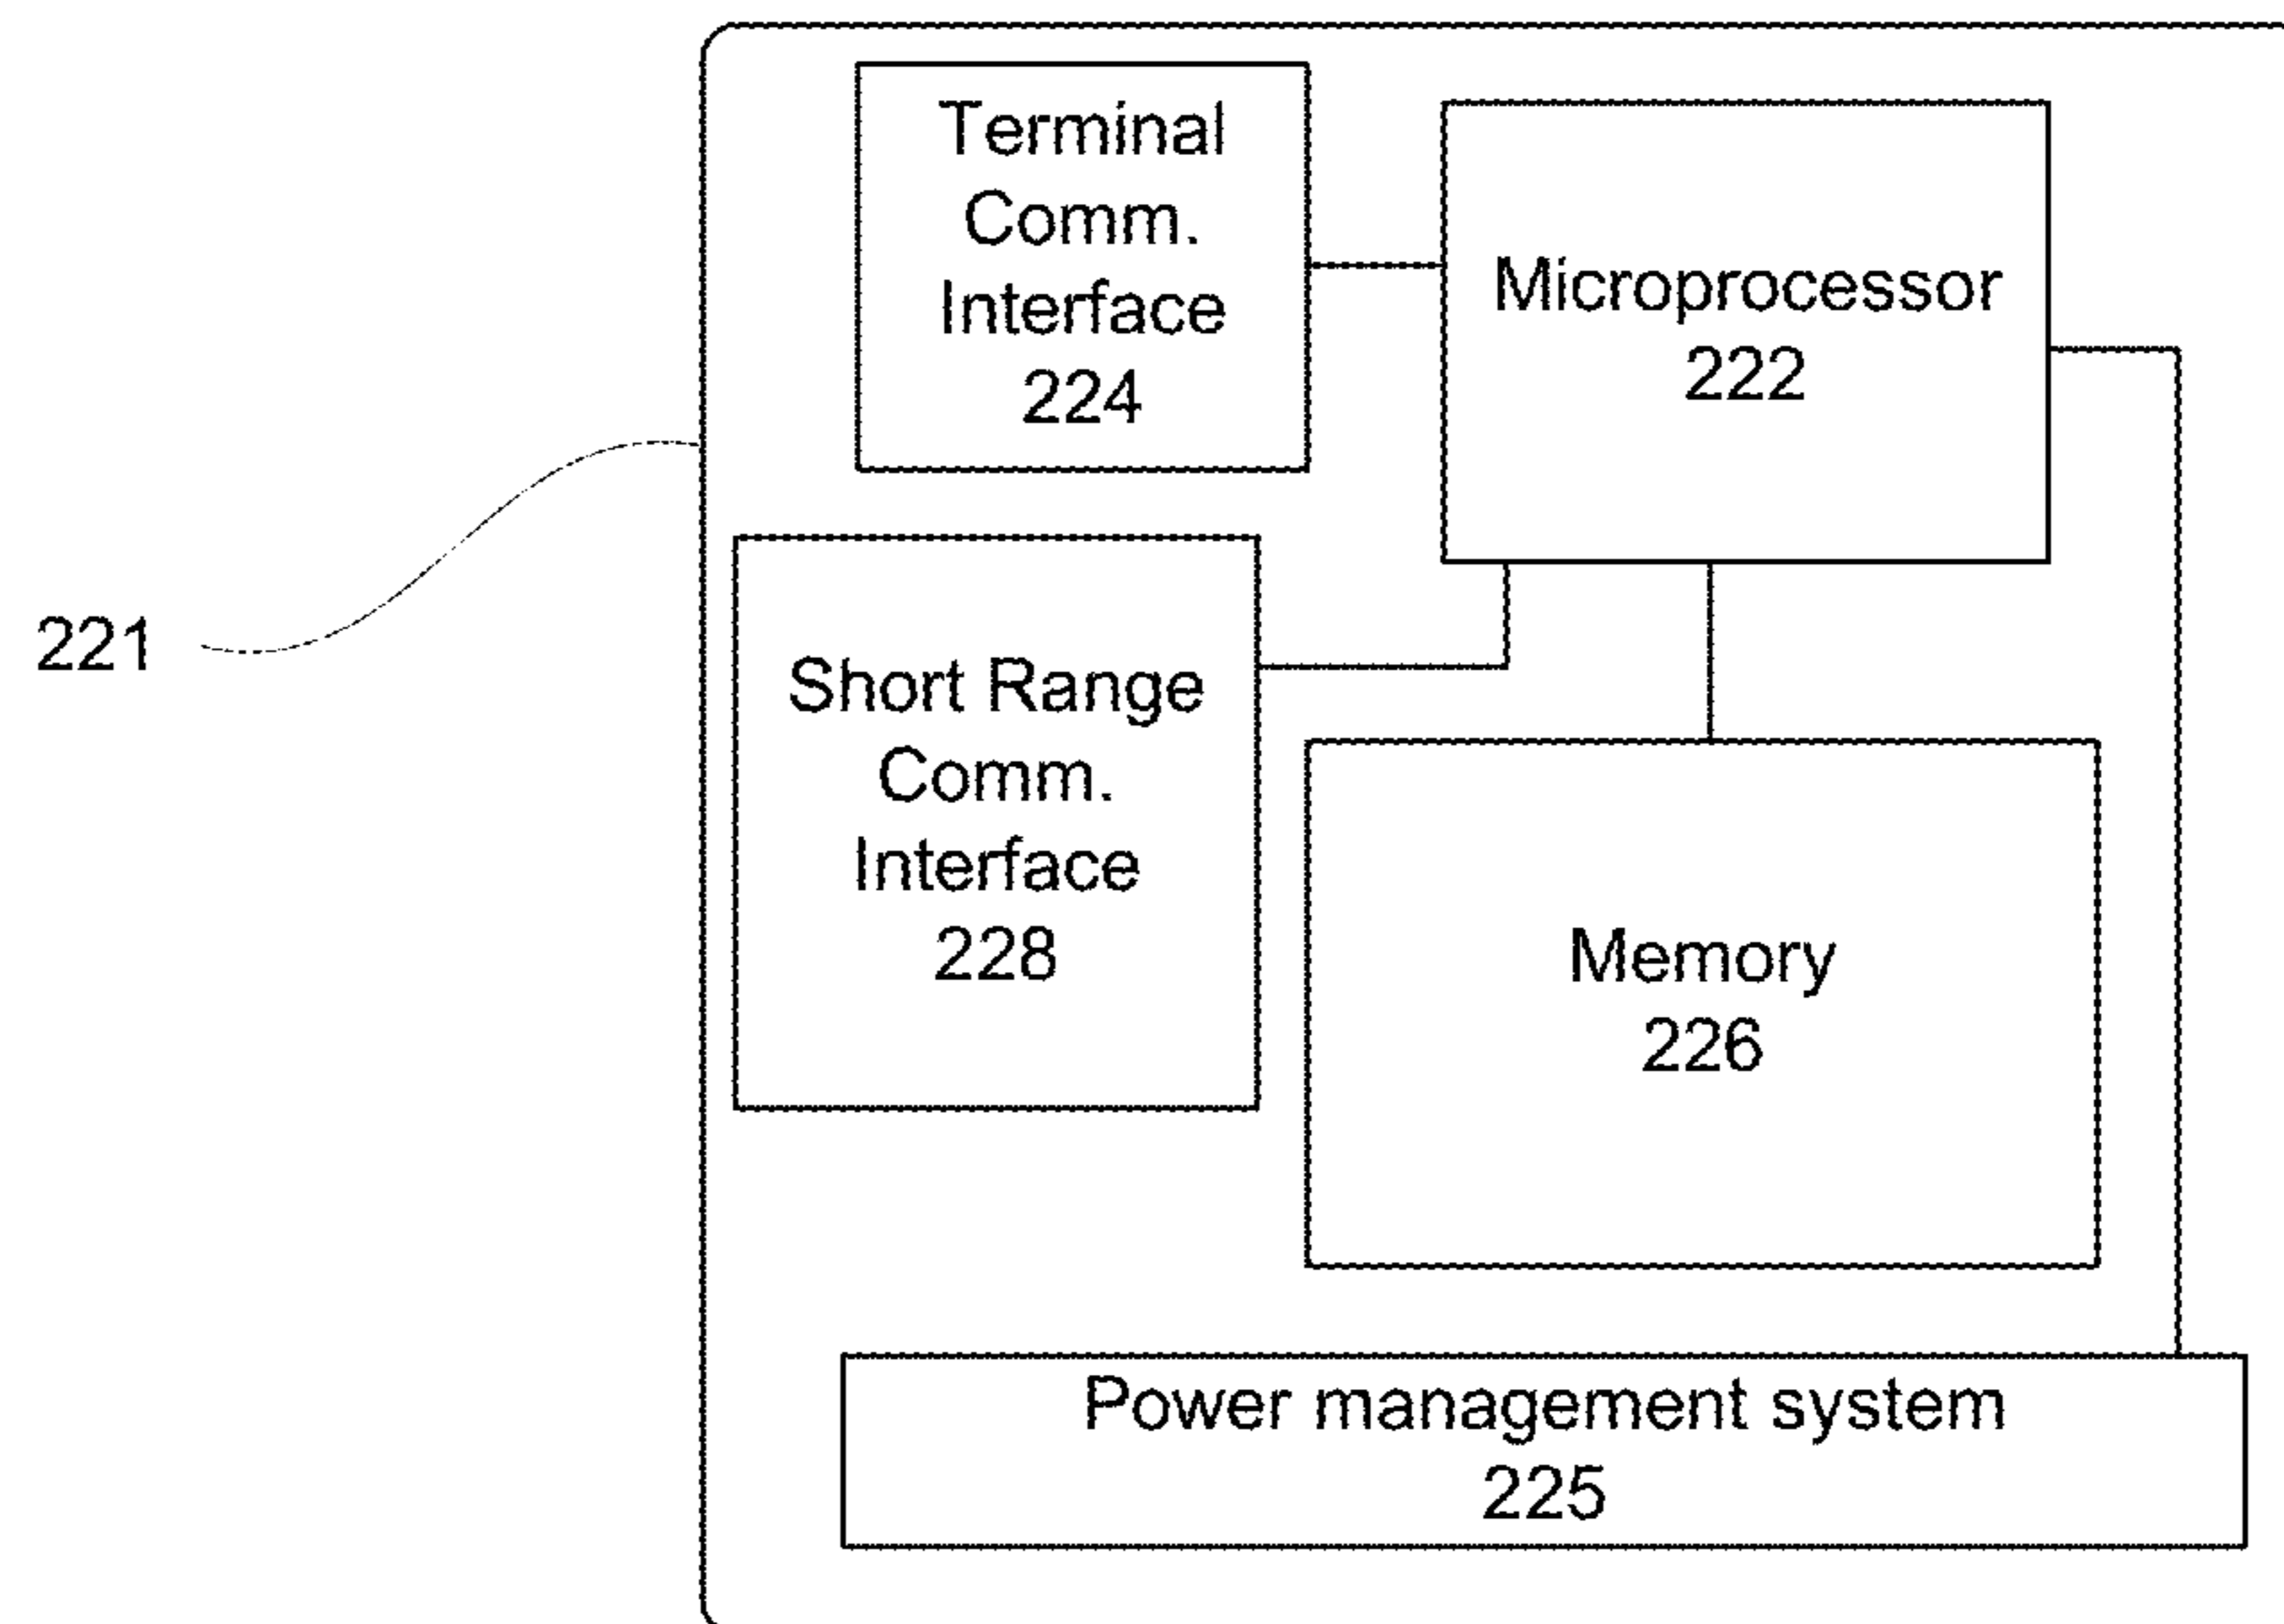 Terminal
Comm.
Interface
224
Microprocessor
222
221
Short Range
Comm.
Interface
228
Memory
226
Power management system
225